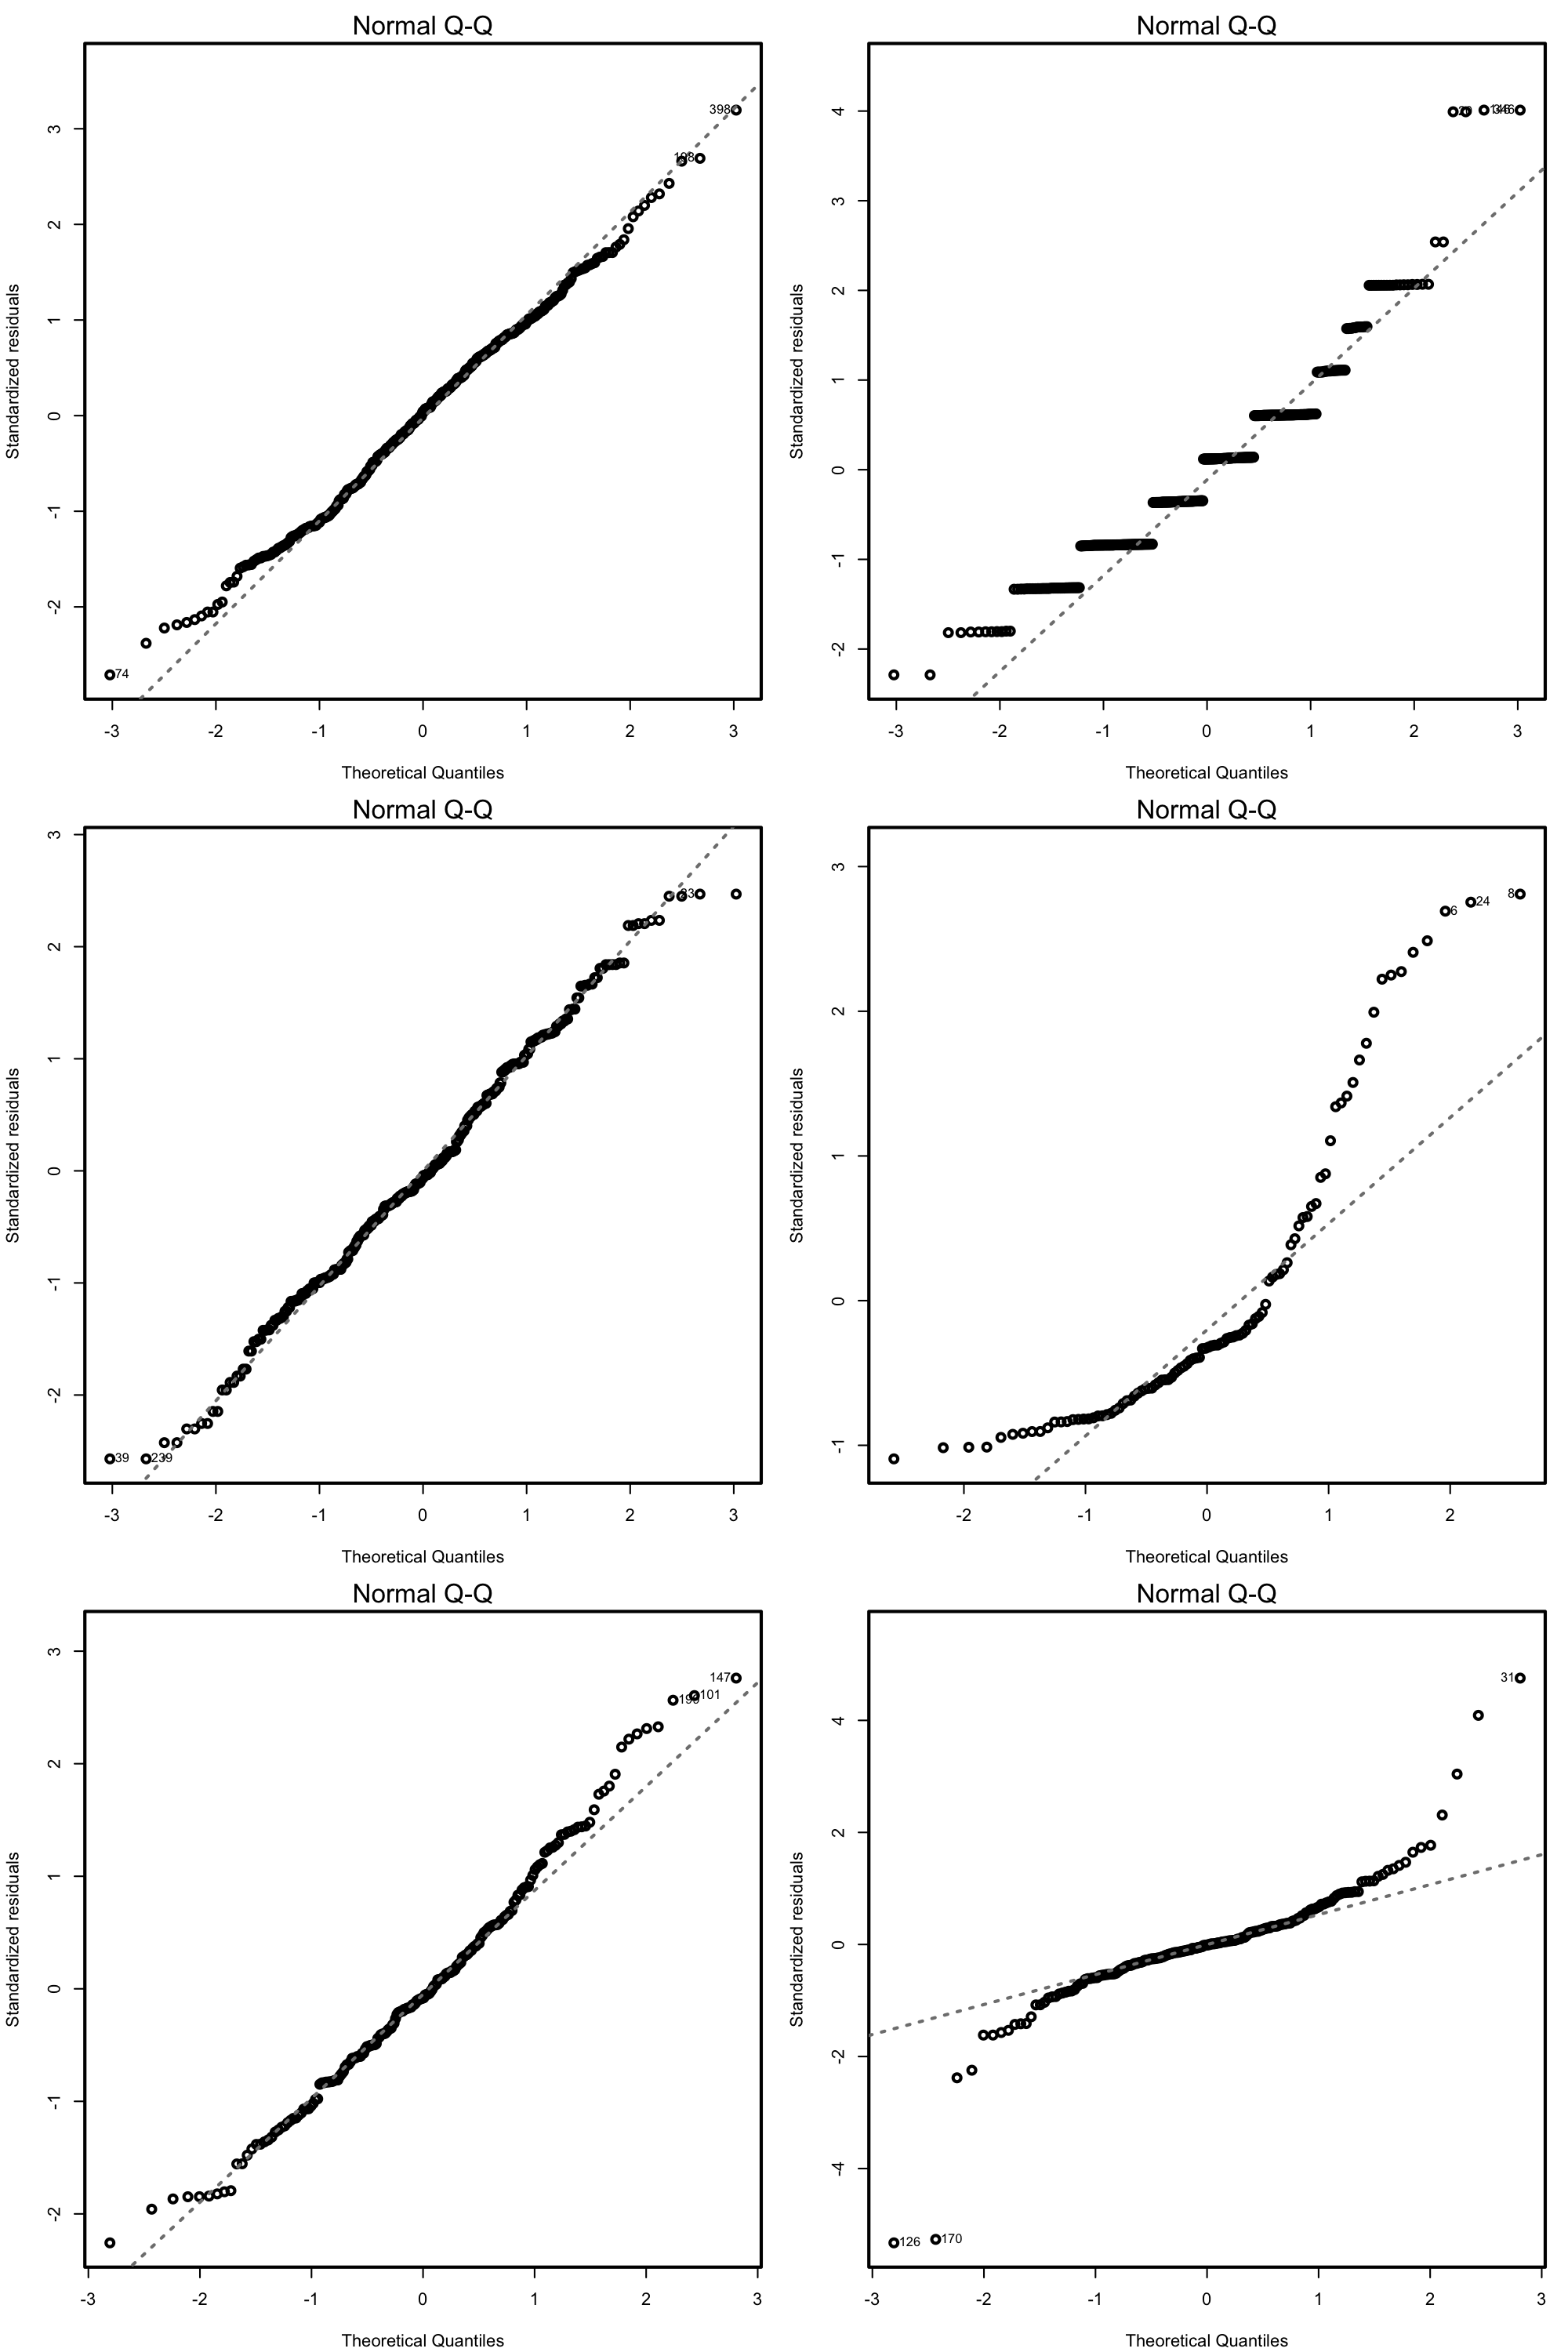 Normal Q-Q
Standardized residuals
3
2
1
0
-1
-2
398
74
-3 -2 -1 0 1 2 3
Theoretical Quantiles
Normal Q-Q
Standardized residuals
4
3
2
1
0
-1
-2
-3 -2 -1 0 1 2 3
Theoretical Quantiles
Normal Q-Q
Standardized residuals
3
2
1
0
-1
-2
39
239
-3 -2 -1 0 1 2 3
Theoretical Quantiles
Normal Q-Q
Standardized residuals
3
2
1
0
-1
8
24
6
-2 -1 0 1 2
Theoretical Quantiles
Normal Q-Q
Standardized residuals
3
2
1
0
-1
-2
147
101
-3 -2 -1 0 1 2 3
Theoretical Quantiles
Normal Q-Q
Standardized residuals
4
2
0
-2
-4
31
126
170
-3 -2 -1 0 1 2 3
Theoretical Quantiles